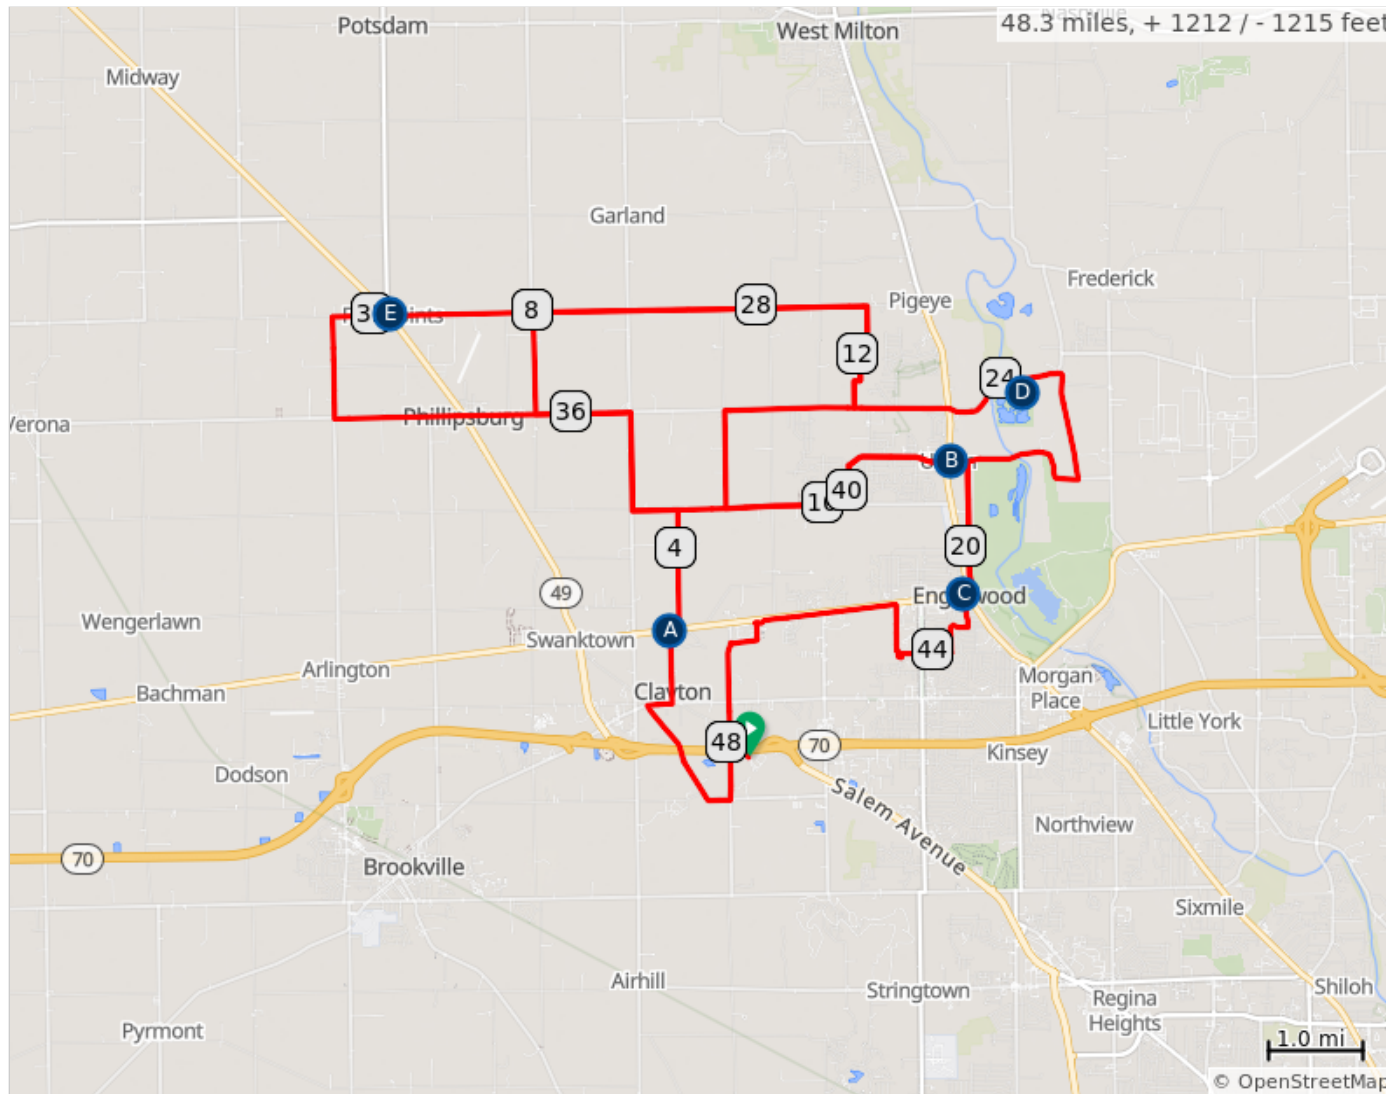 Potsdam
West Milton
48.3 miles, + 1212 / - 1215 feet
Midway
Garland
Frederick
Pigeye
3
E
8
28
12
24
D
Phillipsburg
36
B
16
40
4
20
49
C
Wengerlawn
A
Swanktown
44
Arlington
Bachman
Clayton
Morgan
Place
Little York
48
70
Kinsey
Dodson
Salem Avenue
Northview
70
Brookville
Sixmile
Airhill
Stringtown
Shiloh
Regina
Heights
Pyrmont
1.0 mi
© OpenStreetMap